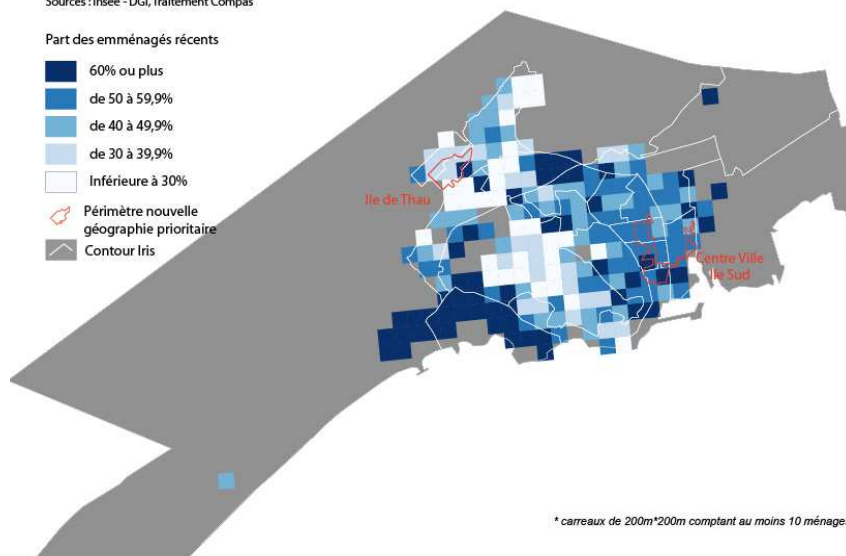 Sources : Insee - DGI, Traitement Compas
Part des emménagés récents
60% ou plus
de 50 à 59,9%
de 40 à 49,9%
de 30 à 39,9%
Inférieure à 30%
Périmètre nouvelle
géographie prioritaire
Contour Iris
Ile de Thau
Centre Ville
Ile Sud
* carreaux de 200m*200m comptant au moins 10 ménages